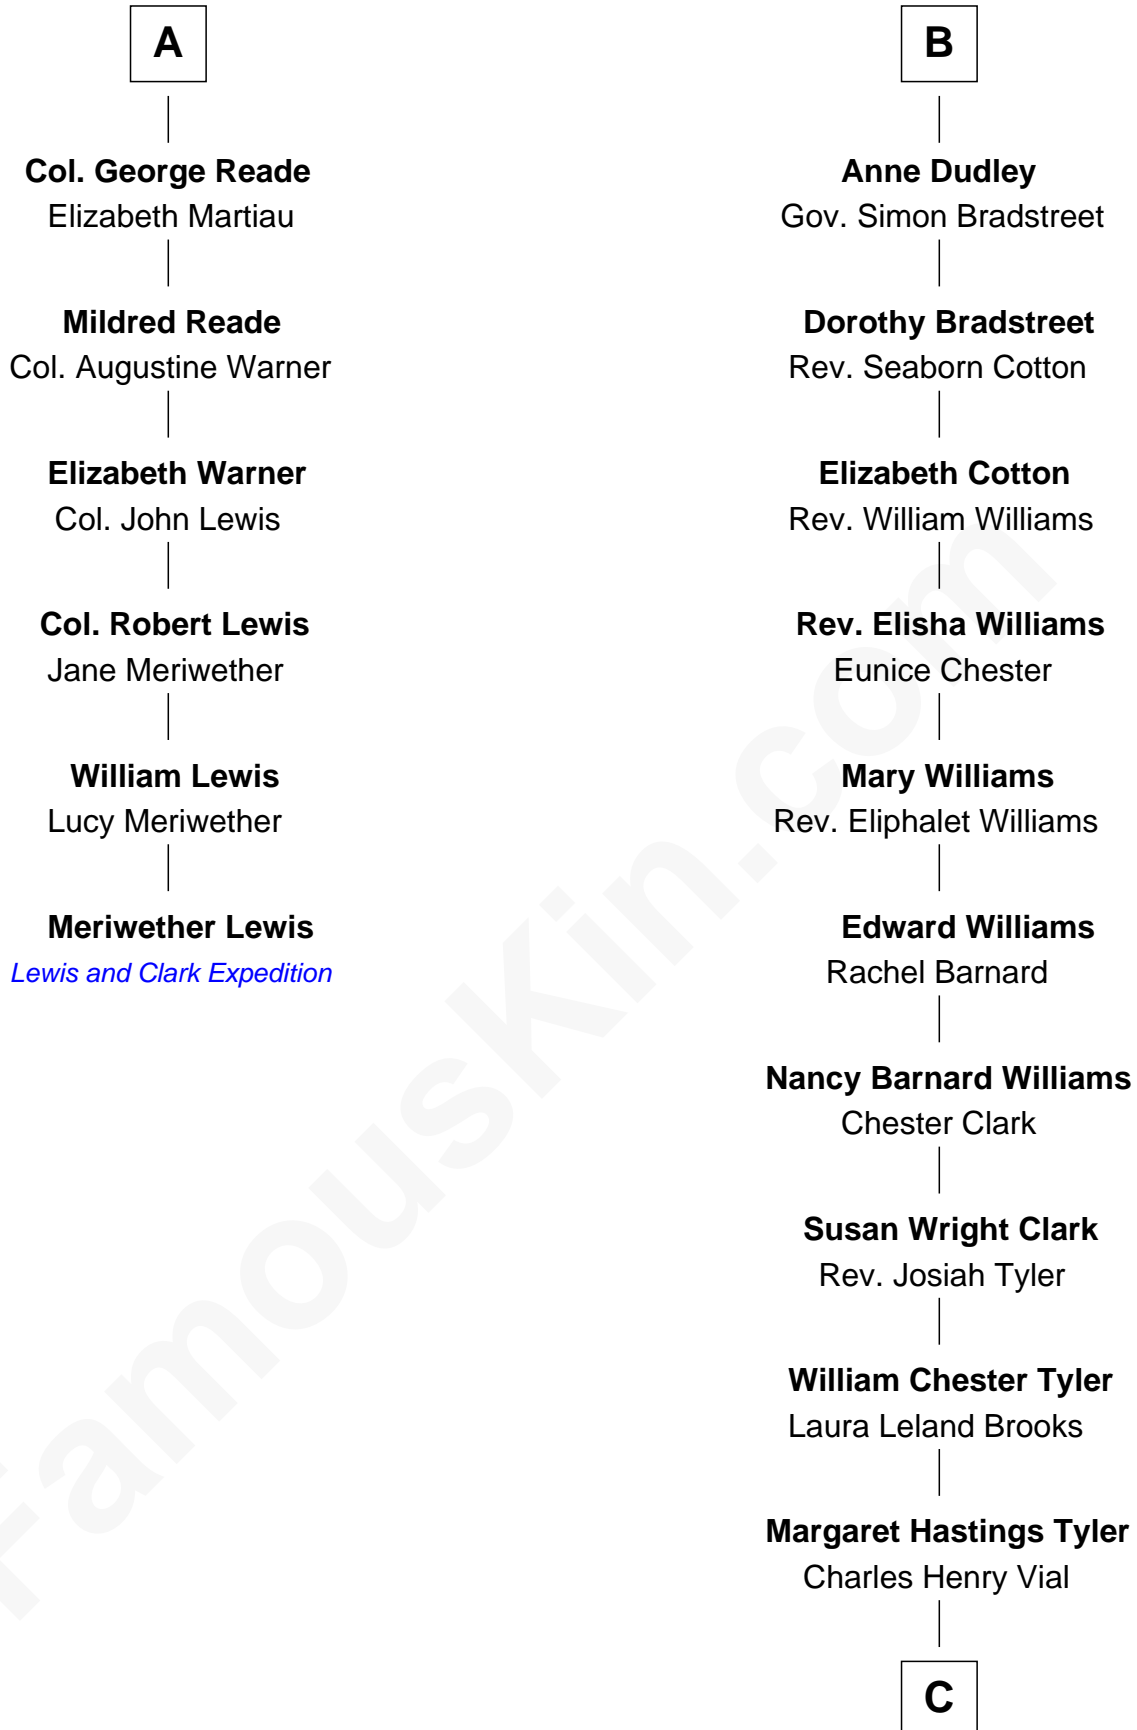 A
Col. George Reade
Elizabeth Martiau
Mildred Reade
Col. Augustine Warner
Elizabeth Warner
Col. John Lewis
Col. Robert Lewis
Jane Meriwether
William Lewis
Lucy Meriwether
Meriwether Lewis
Lewis and Clark Expedition
B
Anne Dudley
Gov. Simon Bradstreet
Dorothy Bradstreet
Rev. Seaborn Cotton
Elizabeth Cotton
Rev. William Williams
Rev. Elisha Williams
Eunice Chester
Mary Williams
Rev. Eliphalet Williams
Edward Williams
Rachel Barnard
Nancy Barnard Williams
Chester Clark
Susan Wright Clark
Rev. Josiah Tyler
William Chester Tyler
Laura Leland Brooks
Margaret Hastings Tyler
Charles Henry Vial
C
FamousKin.com